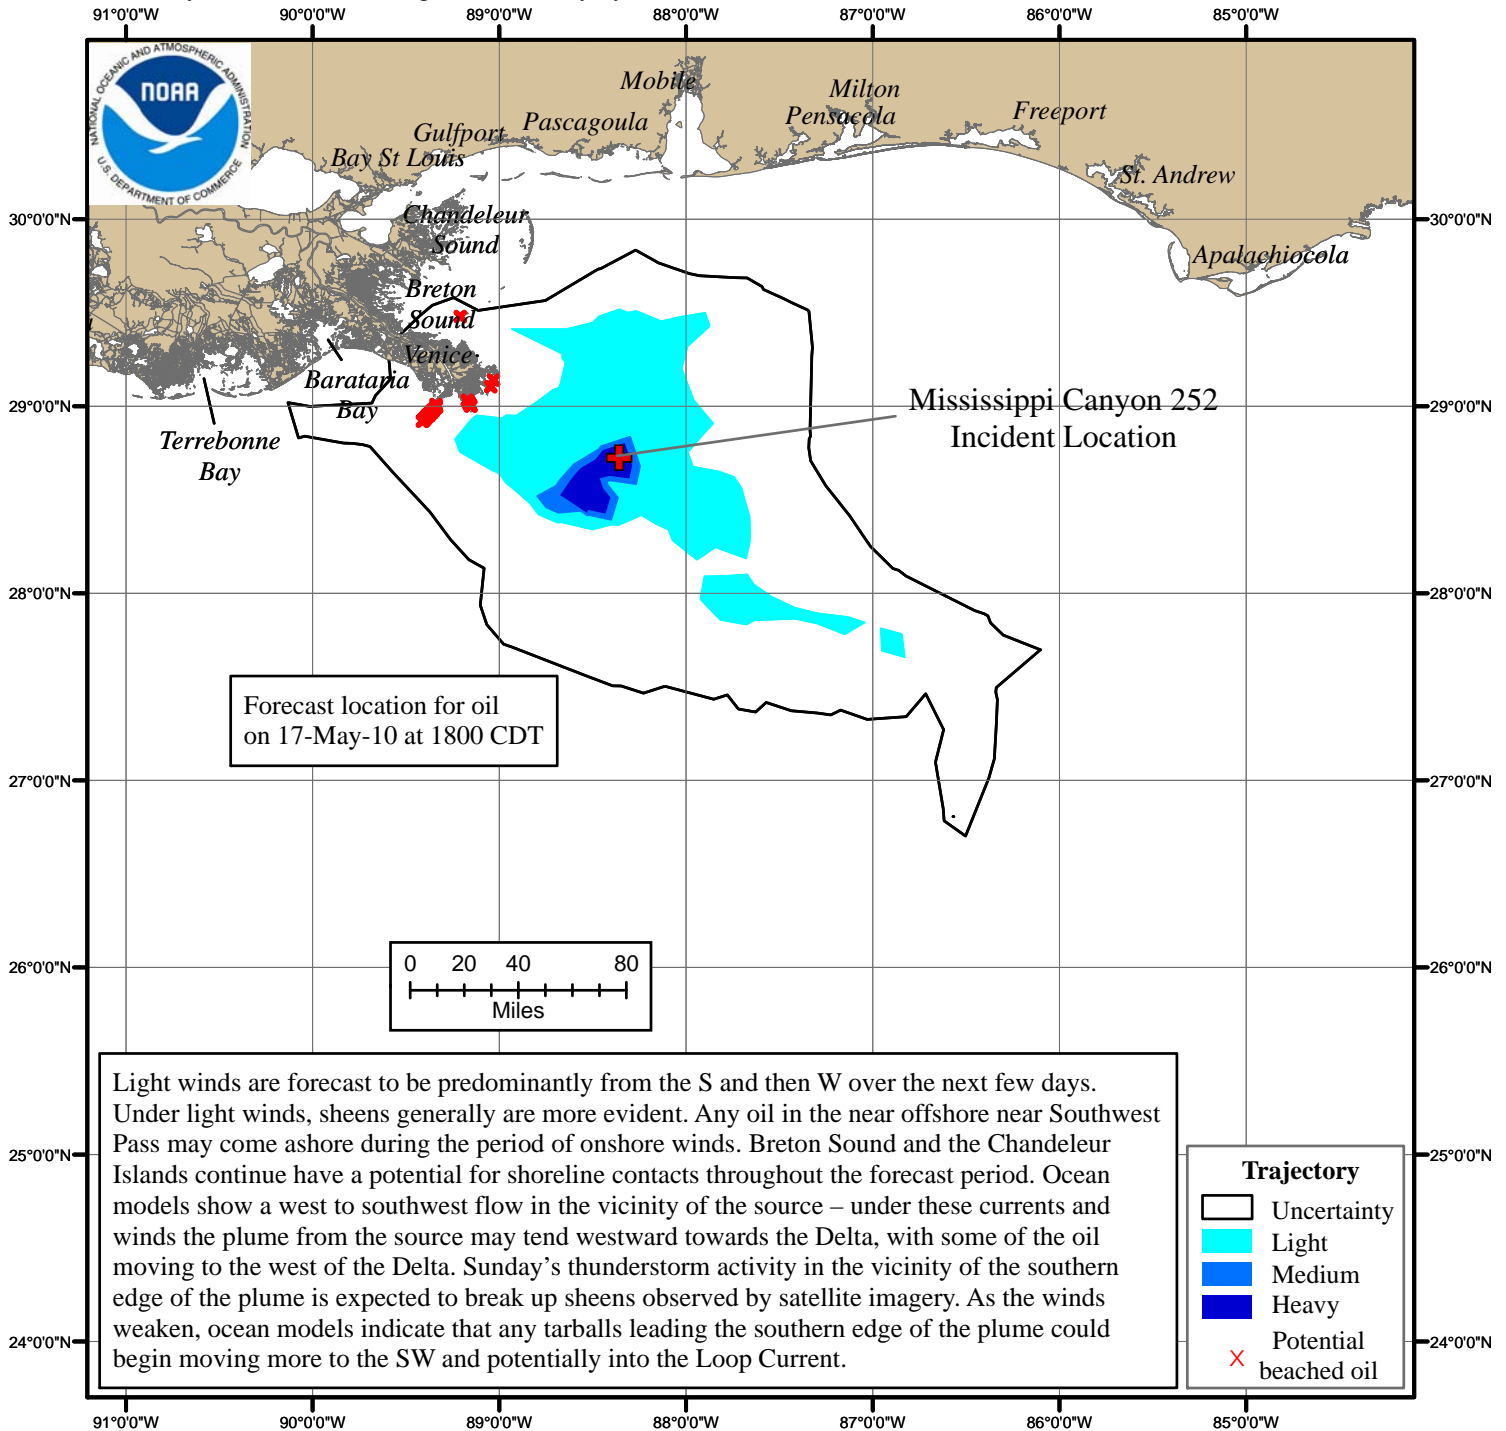 91°0'0"W 90°0'0"W 89°0'0"W 88°0'0"W 87°0'0"W 86°0'0"W 85°0'0"W
NATIONAL OCEANIC AND ATMOSPHERIC ADMINISTRATION
NOAA
U.S. DEPARTMENT OF COMMERCE
Mobile
Milton
Pensacola
Freeport
Pascagoula
Gulfport
Bay St Louis
St. Andrew
30°0'0"N 30°0'0"N
Chandeleur
Sound
Apalachiocola
Breton
Sound
Venice
Barataria
Bay
29°0'0"N 29°0'0"N
Terrebonne
Bay
Mississippi Canyon 252
Incident Location
28°0'0"N 28°0'0"N
Forecast location for oil
on 17-May-10 at 1800 CDT
27°0'0"N 27°0'0"N
26°0'0"N 26°0'0"N
0 20 40 80
Miles
Light winds are forecast to be predominantly from the S and then W over the next few days.
Under light winds, sheens generally are more evident. Any oil in the near offshore near Southwest
Pass may come ashore during the period of onshore winds. Breton Sound and the Chandeleur
Islands continue have a potential for shoreline contacts throughout the forecast period. Ocean
models show a west to southwest flow in the vicinity of the source – under these currents and
winds the plume from the source may tend westward towards the Delta, with some of the oil
moving to the west of the Delta. Sunday's thunderstorm activity in the vicinity of the southern
edge of the plume is expected to break up sheens observed by satellite imagery. As the winds
weaken, ocean models indicate that any tarballs leading the southern edge of the plume could
begin moving more to the SW and potentially into the Loop Current.
25°0'0"N 25°0'0"N
24°0'0"N 24°0'0"N
Trajectory
Uncertainty
Light
Medium
Heavy
X Potential
beached oil
91°0'0"W 90°0'0"W 89°0'0"W 88°0'0"W 87°0'0"W 86°0'0"W 85°0'0"W